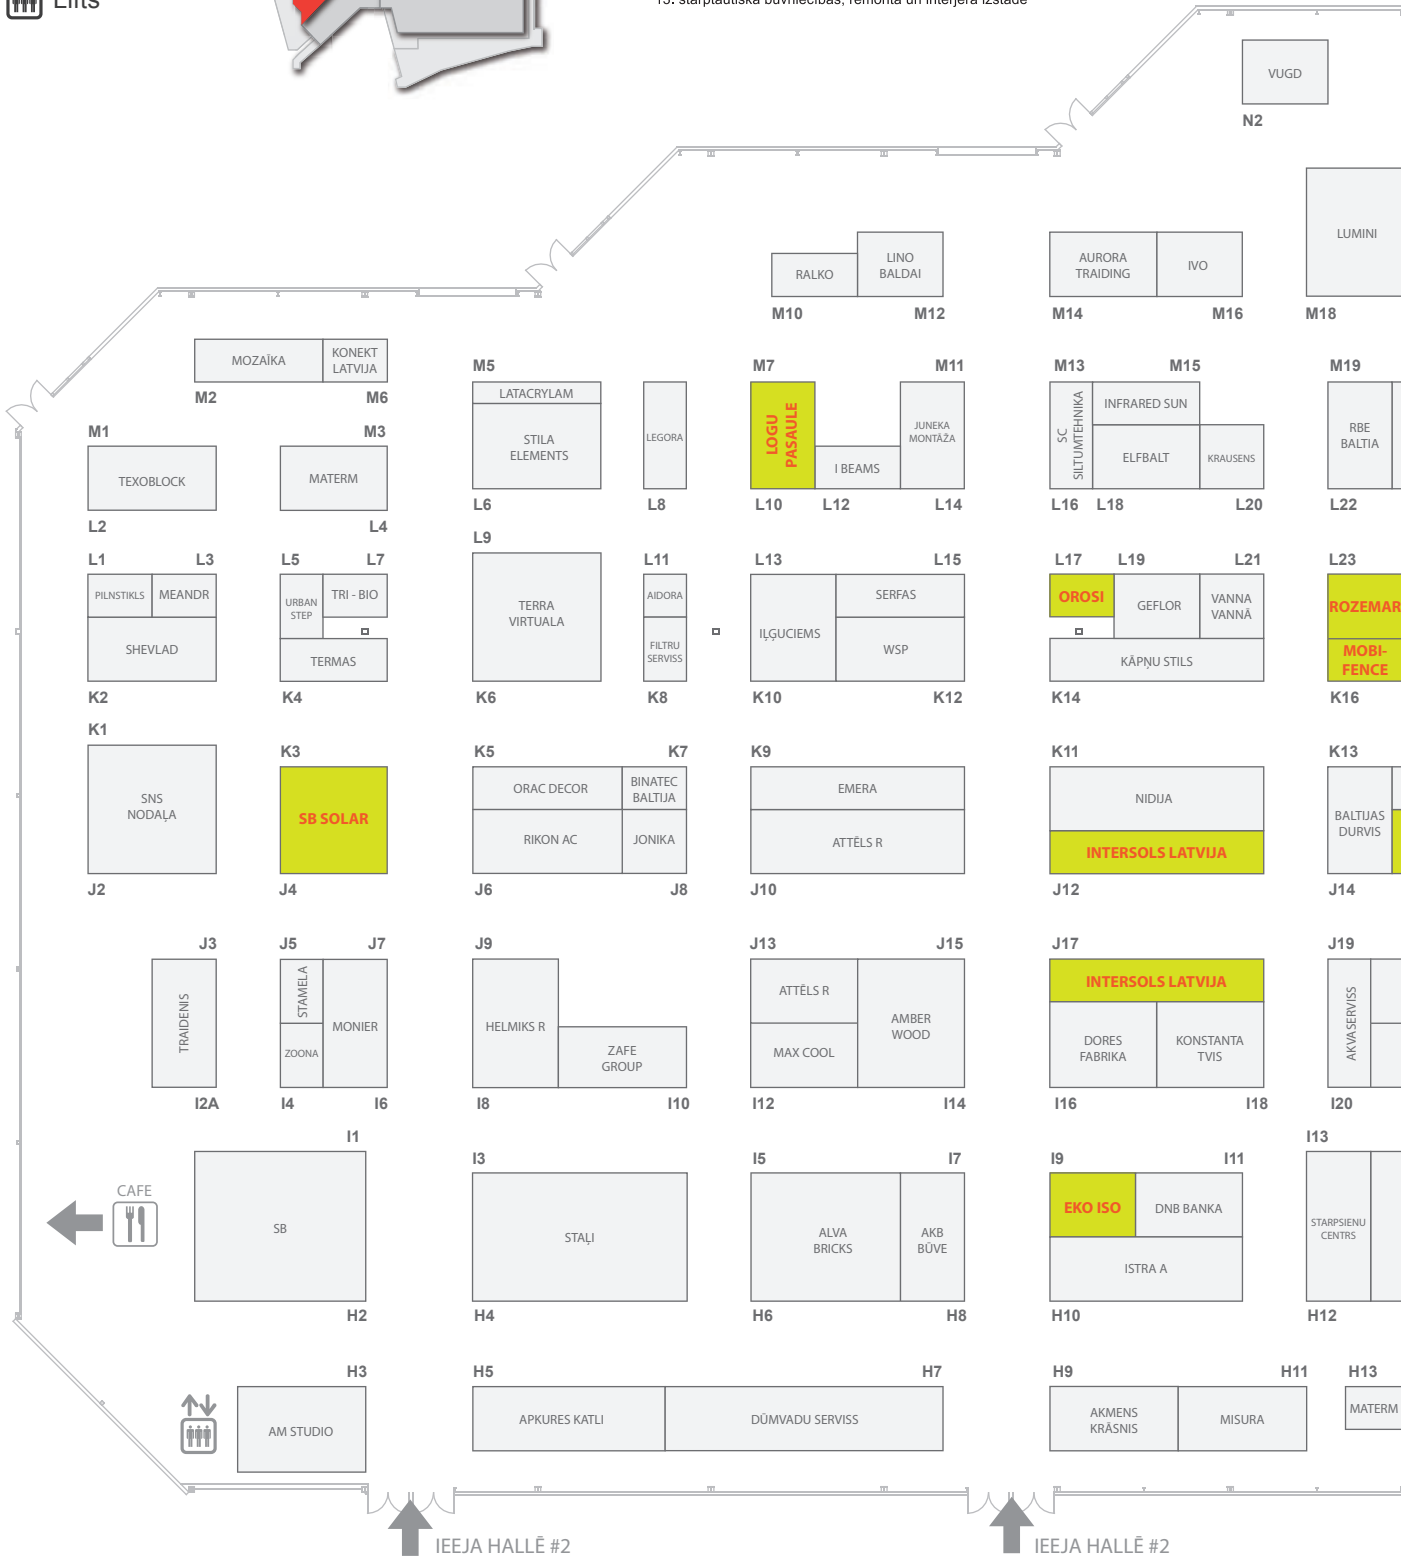 Lifts
15. starptautiskā būvniecības, remonta un interjera izstāde
VUGD
N2
LUMINI
M18
RALKO
LINO
BALDAI
M10
M12
AURORA
TRAIDING
IVO
M14
M16
MOZAĪKA
KONEKT
LATVIJA
M2
M6
M5
LATACRYLAM
STILA
ELEMENTS
L6
LEGORA
L8
M7
M11
LOGU
PASAULE
I BEAMS
JUNEKA
MONTĀŽA
L10
L12
L14
M13
M15
SC
SILTUMTEHNIKA
INFRARED SUN
ELFBALT
KRAUSENS
L16
L18
L20
M19
RBE
BALTIA
L22
M1
TEXOBLOCK
L2
M3
MATERM
L4
L1
L3
PILNSTIKLS
MEANDR
SHEVLAD
K2
L5
L7
URBAN
STEP
TRI - BIO
TERMAS
K4
L9
TERRA
VIRTUALA
K6
L11
AIDORA
FILTRU
SERVISS
K8
L13
L15
IĻĢUCIEMS
SERFAS
WSP
K10
K12
L17
L19
L21
OROSI
GEFLOR
VANNA
VANNĀ
KĀPŅU STILS
K14
L23
ROZEMAR
MOBI-
FENCE
K16
K1
SNS
NODAĻA
J2
K3
SB SOLAR
J4
K5
K7
ORAC DECOR
BINATEC
BALTIJA
RIKON AC
JONIKA
J6
J8
K9
EMERA
ATTĒLS R
J10
K11
NIDIJA
INTERSOLS LATVIJA
J12
K13
BALTIJAS
DURVIS
J14
J3
TRAIDENIS
I2A
J5
J7
STAMELA
ZOONA
MONIER
I4
I6
J9
HELMIKS R
ZAFE
GROUP
I8
I10
J13
J15
ATTĒLS R
MAX COOL
AMBER
WOOD
I12
I14
J17
INTERSOLS LATVIJA
DORES
FABRIKA
KONSTANTA
TVIS
I16
I18
J19
AKVASERVISS
I20
I1
SB
H2
CAFE
I3
STAĻI
H4
I5
I7
ALVA
BRICKS
AKB
BŪVE
H6
H8
I9
I11
EKO ISO
DNB BANKA
ISTRA A
H10
I13
STARPSIENU
CENTRS
H12
H3
AM STUDIO
H5
H7
APKURES KATLI
DŪMVADU SERVISS
H9
H11
AKMENS
KRĀSNIS
MISURA
H13
MATERM
IEEJA HALLĒ #2
IEEJA HALLĒ #2